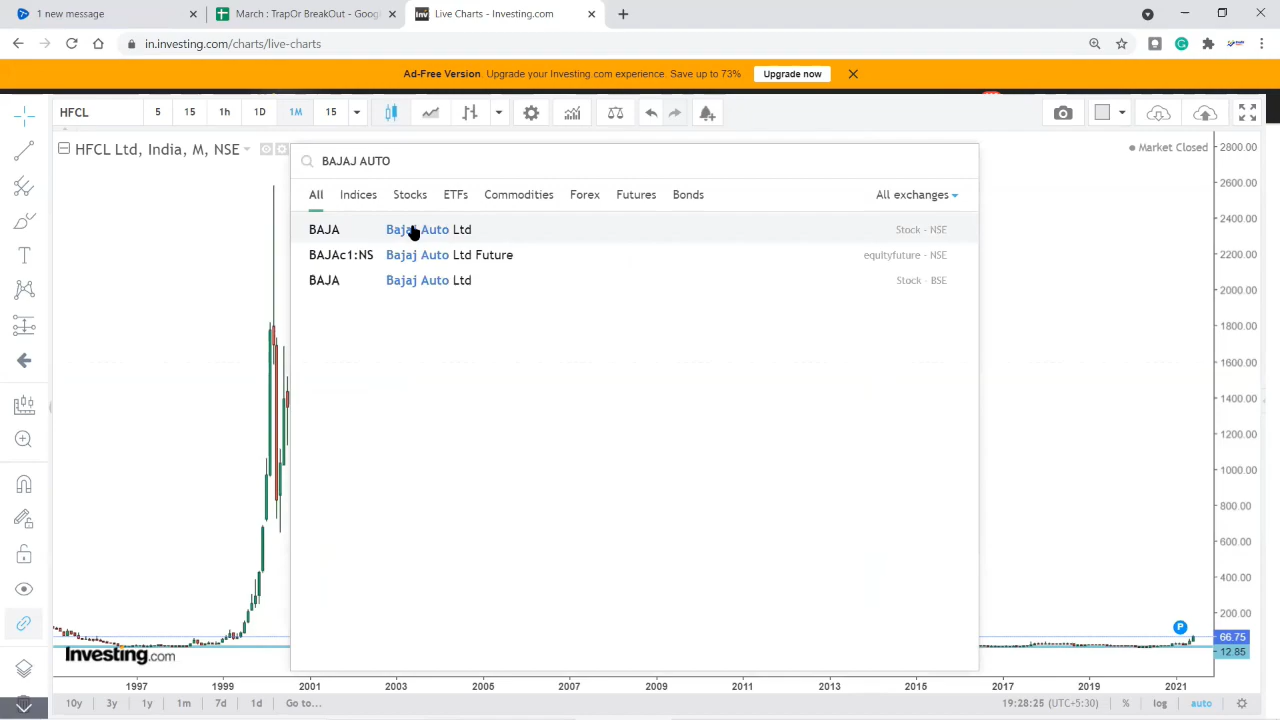 1 new message
March : TrapOr BreakOut - Goog
Live Charts - Investing.com
in.investing.com/charts/live-charts
Ad-Free Version. Upgrade your Investing.com experience. Save up to 73%
Upgrade now
HFCL 5 15 1h 1D 1M 15
HFCL Ltd, India, M, NSE
Market Closed
BAJAJ AUTO
All Indices Stocks ETFs Commodities Forex Futures Bonds All exchanges
BAJA Bajaj Auto Ltd Stock - NSE
BAJAc1:NS Bajaj Auto Ltd Future equityfuture - NSE
BAJA Bajaj Auto Ltd Stock - BSE
2800.00
2600.00
2400.00
2200.00
2000.00
1800.00
1600.00
1400.00
1200.00
1000.00
800.00
600.00
400.00
200.00
P
66.75
12.85
Investing.com
1997 1999 2001 2003 2005 2007 2009 2011 2013 2015 2017 2019 2021
10y 3y 1y 1m 7d 1d Go to... 19:28:25 (UTC+5:30) % log auto